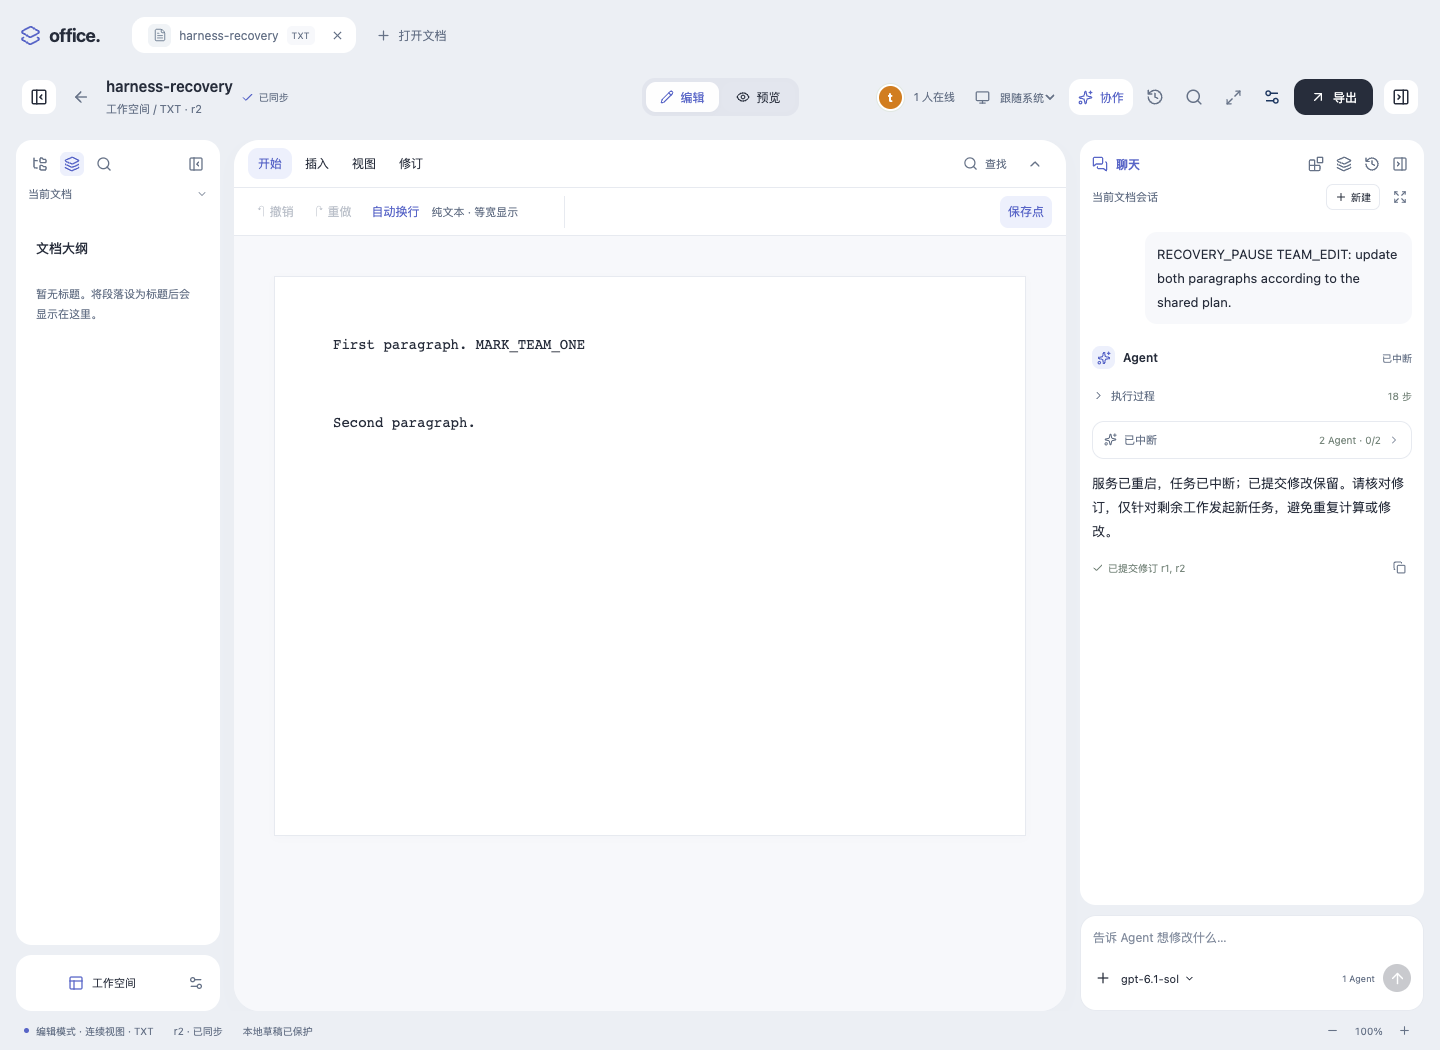 office.
harness-recovery TXT
打开文档
harness-recovery
已同步
工作空间 / TXT · r2
编辑
预览
t
1 人在线
跟随系统
协作
导出
当前文档
文档大纲
暂无标题。将段落设为标题后会
显示在这里。
工作空间
开始 插入 视图 修订
查找
撤销 重做 自动换行 纯文本 · 等宽显示
保存点
First paragraph. MARK_TEAM_ONE
Second paragraph.
聊天
当前文档会话
新建
RECOVERY_PAUSE TEAM_EDIT: update
both paragraphs according to the
shared plan.
Agent
已中断
执行过程
18 步
已中断
2 Agent · 0/2
服务已重启，任务已中断；已提交修改保留。请核对修
订，仅针对剩余工作发起新任务，避免重复计算或修
改。
已提交修订 r1, r2
告诉 Agent 想修改什么...
gpt-6.1-sol
1 Agent
编辑模式 · 连续视图 · TXT
r2 · 已同步
本地草稿已保护
100%